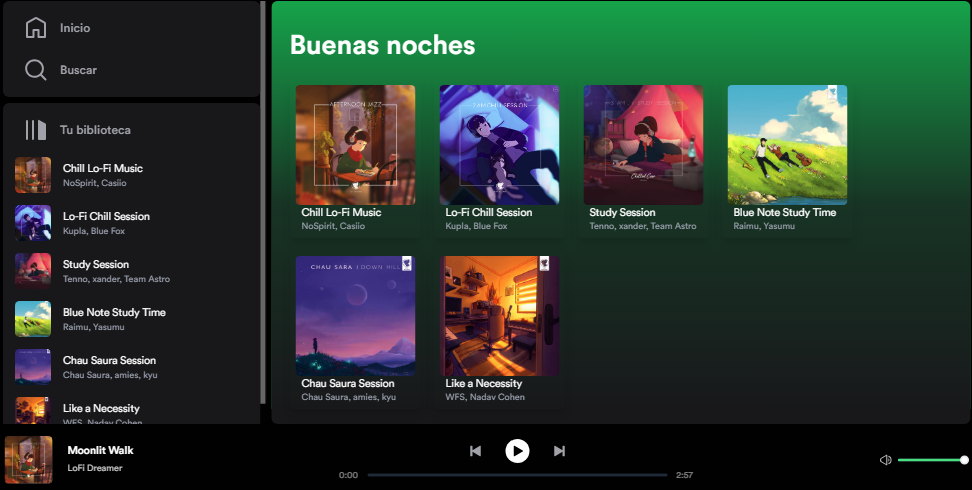 Inicio
Buscar
Tu biblioteca
Chill Lo-Fi Music
NoSpirit, Casiio
Lo-Fi Chill Session
Kupla, Blue Fox
Study Session
Tenno, xander, Team Astro
Blue Note Study Time
Raimu, Yasumu
Chau Saura Session
Chau Saura, amies, kyu
Like a Necessity
WFS, Nadav Cohen
Buenas noches
AFTERNOON JAZZ
Chill Lo-Fi Music
NoSpirit, Casiio
SESSION
Lo-Fi Chill Session
Kupla, Blue Fox
STUDY SESSION
Study Session
Tenno, xander, Team Astro
Blue Note Study Time
Raimu, Yasumu
CHAU SARA | DOWN HILL
Chau Saura Session
Chau Saura, amies, kyu
Like a Necessity
WFS, Nadav Cohen
Moonlit Walk
LoFi Dreamer
0:00
2:57